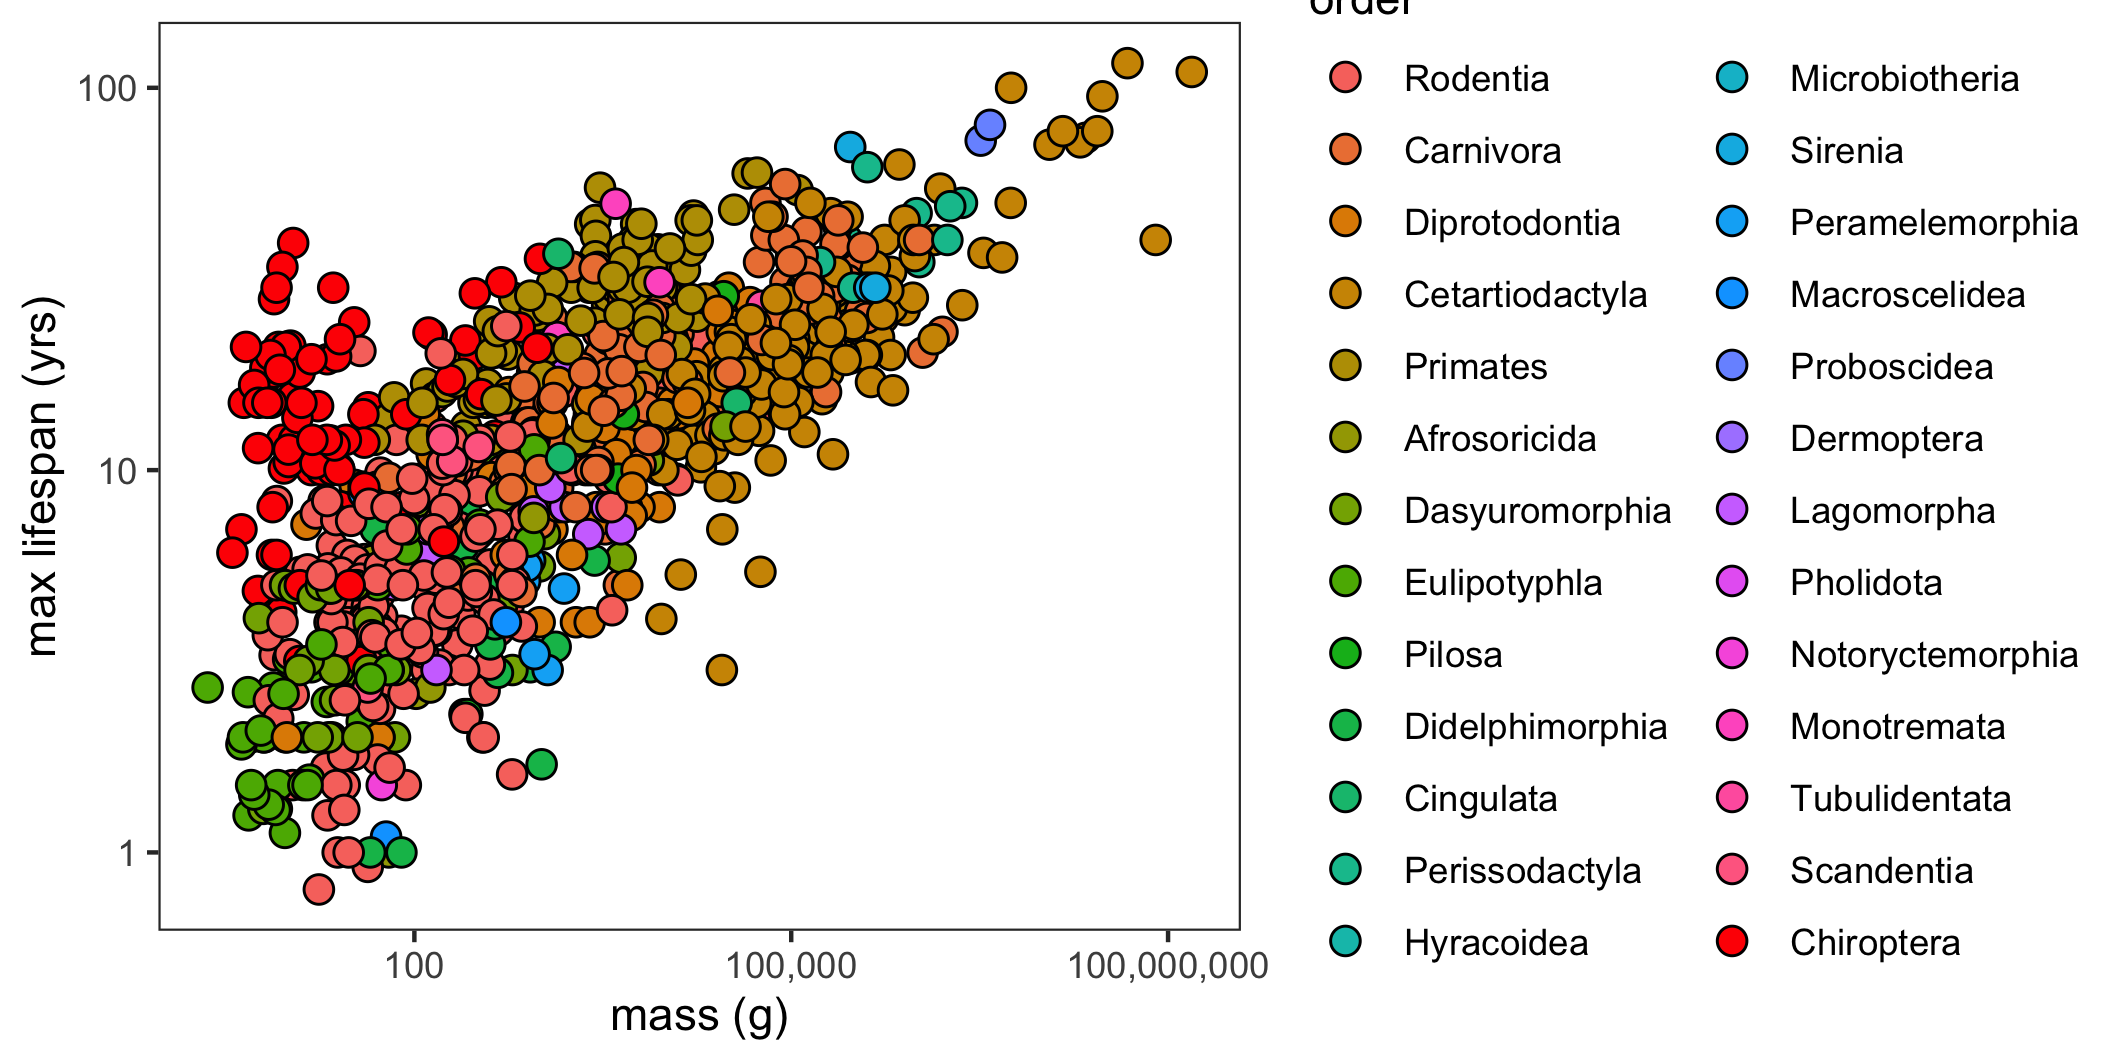 order
100
10
1
max lifespan (yrs)
100
100,000
100,000,000
mass (g)
Rodentia
Carnivora
Diprotodontia
Cetartiodactyla
Primates
Afrosoricida
Dasyuromorphia
Eulipotyphla
Pilosa
Didelphimorphia
Cingulata
Perissodactyla
Hyracoidea
Microbiotheria
Sirenia
Peramelemorphia
Macroscelidea
Proboscidea
Dermoptera
Lagomorpha
Pholidota
Notoryctemorphia
Monotremata
Tubulidentata
Scandentia
Chiroptera